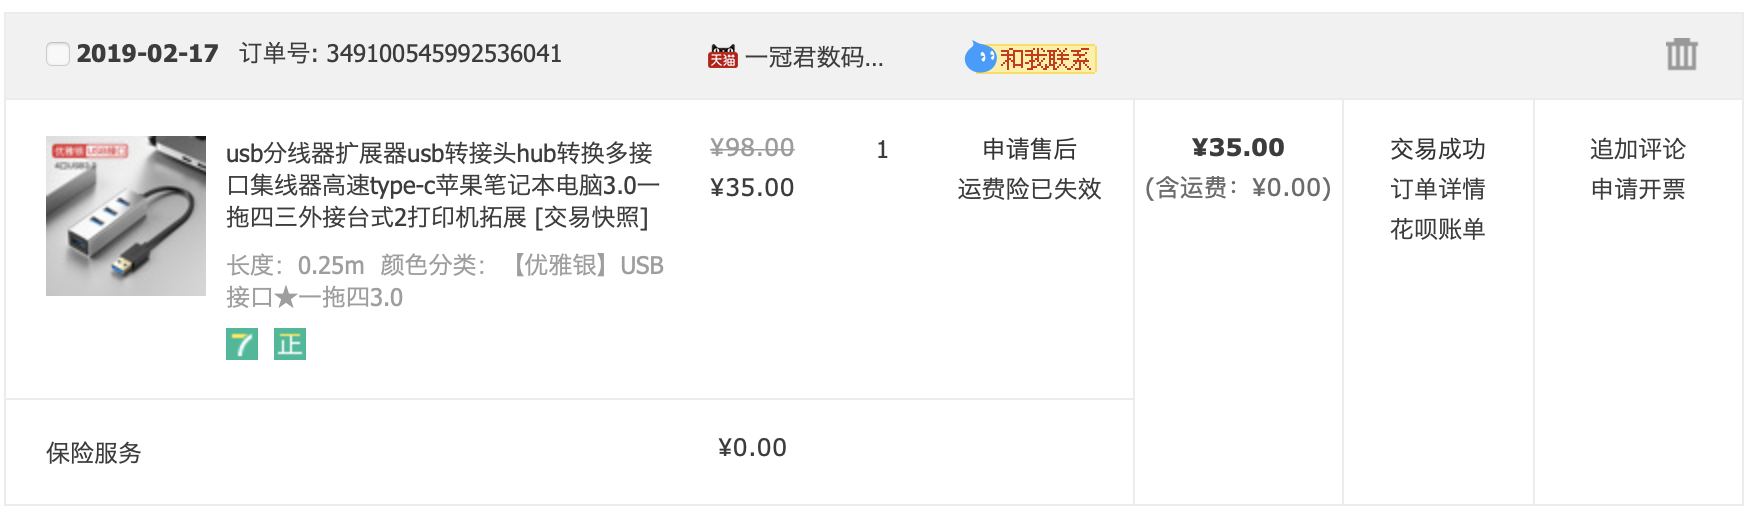 2019-02-17 订单号: 349100545992536041 天猫 一冠君数码... 和我联系
优雅银 USB接口
usb分线器扩展器usb转接头hub转换多接
口集线器高速type-c苹果笔记本电脑3.0一
拖四三外接台式2打印机拓展 [交易快照]
长度：0.25m 颜色分类：【优雅银】USB
接口★一拖四3.0
7 正
¥98.00
¥35.00
1
申请售后
运费险已失效
¥35.00
(含运费：¥0.00)
交易成功
订单详情
花呗账单
追加评论
申请开票
保险服务 ¥0.00